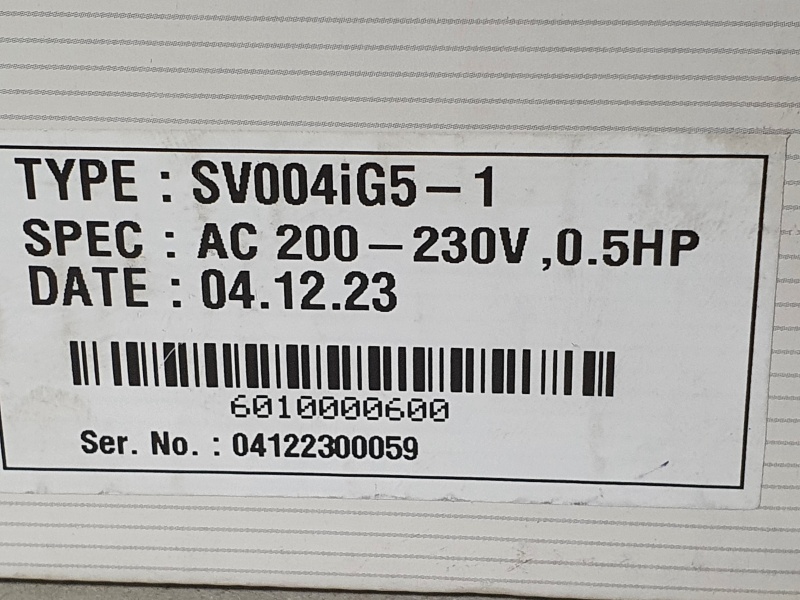 TYPE : SV004iG5-1
SPEC : AC 200-230V,0.5HP
DATE : 04.12.23
6010000600
Ser. No. : 04122300059